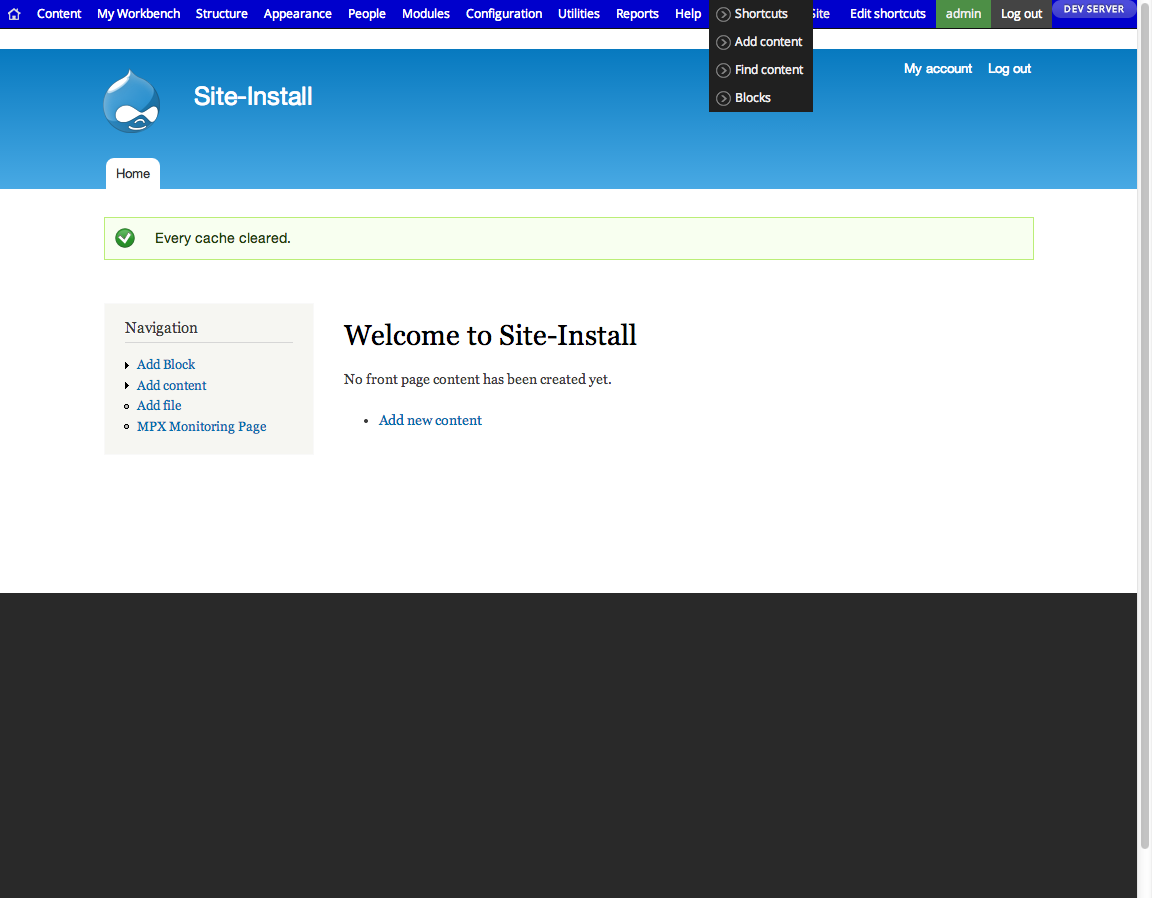 Content My Workbench Structure Appearance People Modules Configuration Utilities Reports Help Shortcuts Edit shortcuts admin Log out DEV SERVER
Add content
Find content
Blocks
My account Log out
Site-Install
Home
Every cache cleared.
Navigation
Add Block
Add content
Add file
MPX Monitoring Page
Welcome to Site-Install
No front page content has been created yet.
Add new content